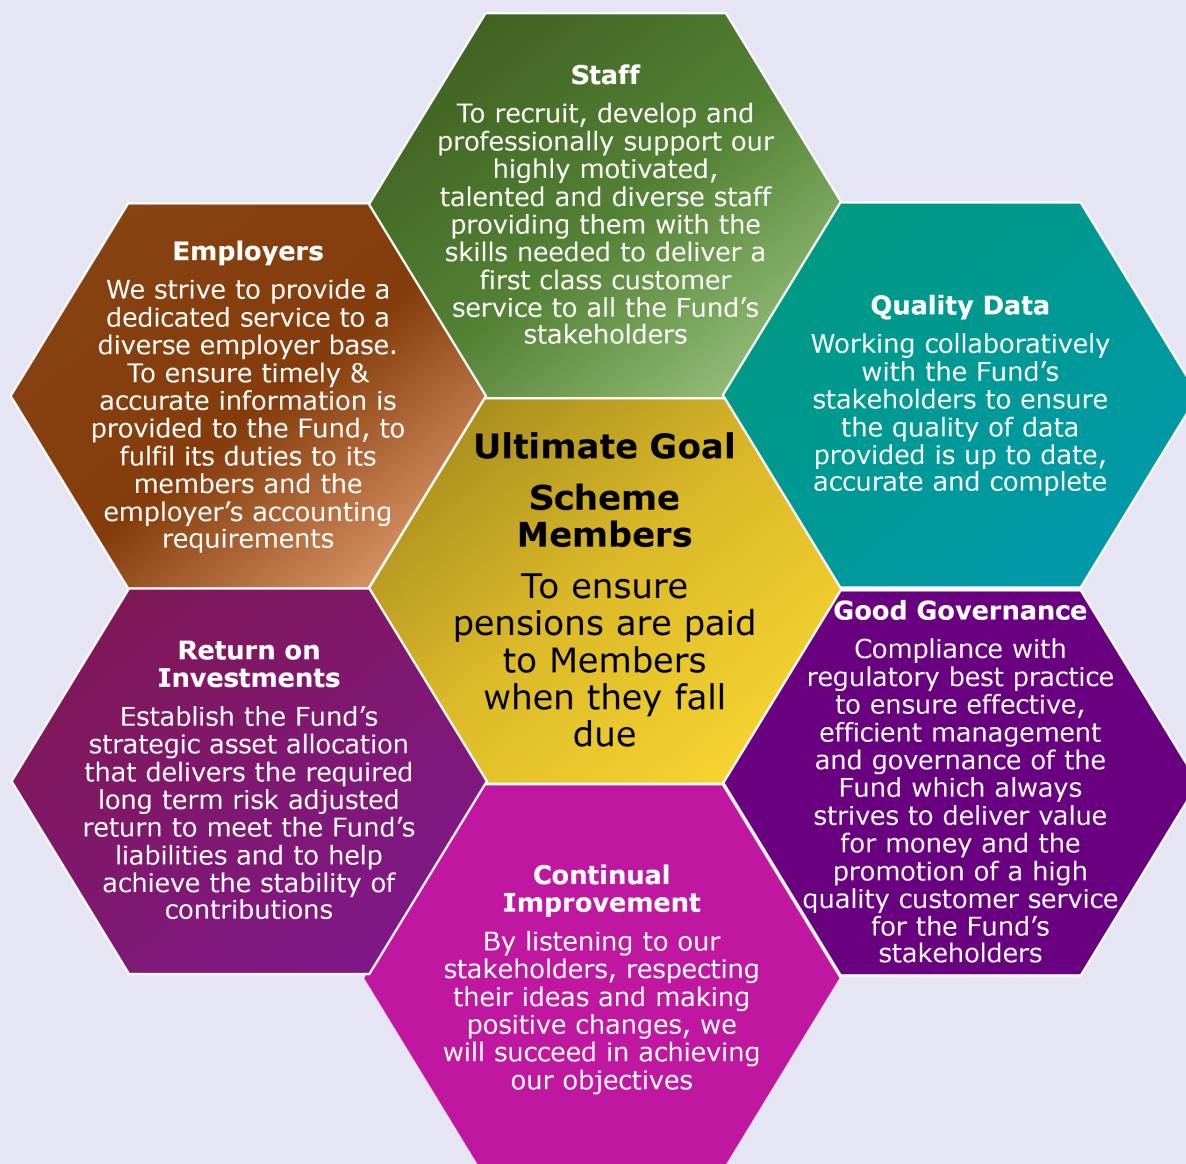 Staff
To recruit, develop and
professionally support our
highly motivated,
talented and diverse staff
providing them with the
skills needed to deliver a
first class customer
service to all the Fund’s
stakeholders
Employers
We strive to provide a
dedicated service to a
diverse employer base.
To ensure timely &
accurate information is
provided to the Fund, to
fulfil its duties to its
members and the
employer’s accounting
requirements
Quality Data
Working collaboratively
with the Fund’s
stakeholders to ensure
the quality of data
provided is up to date,
accurate and complete
Ultimate Goal
Scheme
Members
To ensure
pensions are paid
to Members
when they fall
due
Return on
Investments
Establish the Fund’s
strategic asset allocation
that delivers the required
long term risk adjusted
return to meet the Fund’s
liabilities and to help
achieve the stability of
contributions
Good Governance
Compliance with
regulatory best practice
to ensure effective,
efficient management
and governance of the
Fund which always
strives to deliver value
for money and the
promotion of a high
quality customer service
for the Fund’s
stakeholders
Continual
Improvement
By listening to our
stakeholders, respecting
their ideas and making
positive changes, we
will succeed in achieving
our objectives